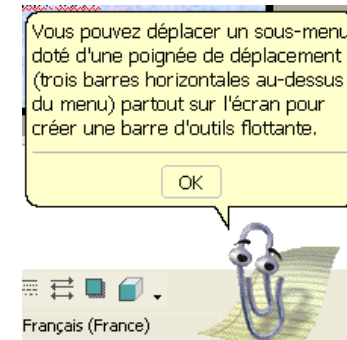 Vous pouvez déplacer un sous-menu
doté d'une poignée de déplacement
(trois barres horizontales au-dessus
du menu) partout sur l'écran pour
créer une barre d'outils flottante.
OK
Français (France)